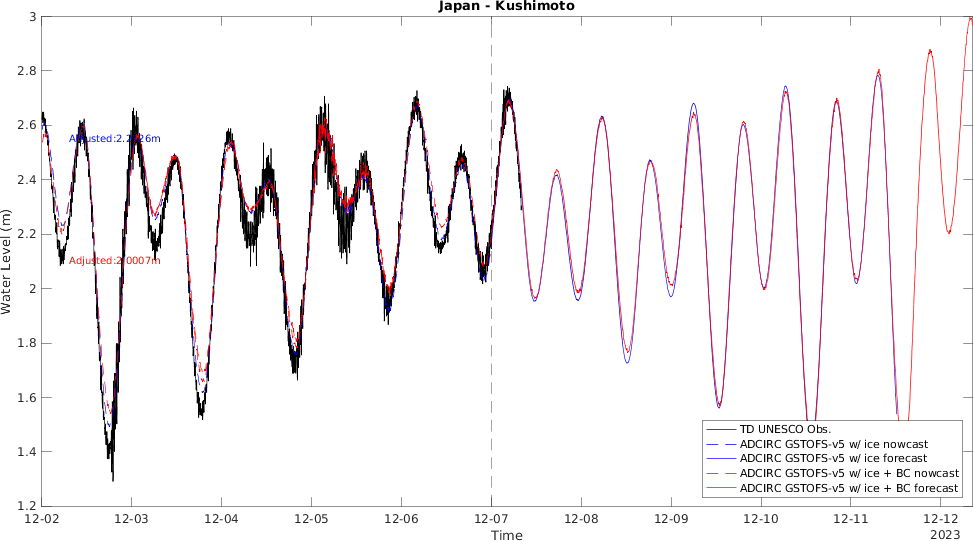 Japan - Kushimoto
3
2.8
2.6
2.4
2.2
2
1.8
1.6
1.4
1.2
Water Level (m)
Adjusted:2.0007m
TD UNESCO Obs.
ADCIRC GSTOFS-v5 w/ ice nowcast
ADCIRC GSTOFS-v5 w/ ice forecast
ADCIRC GSTOFS-v5 w/ ice + BC nowcast
ADCIRC GSTOFS-v5 w/ ice + BC forecast
12-02 12-03 12-04 12-05 12-06 12-07 12-08 12-09 12-10 12-11 12-12
Time
2023